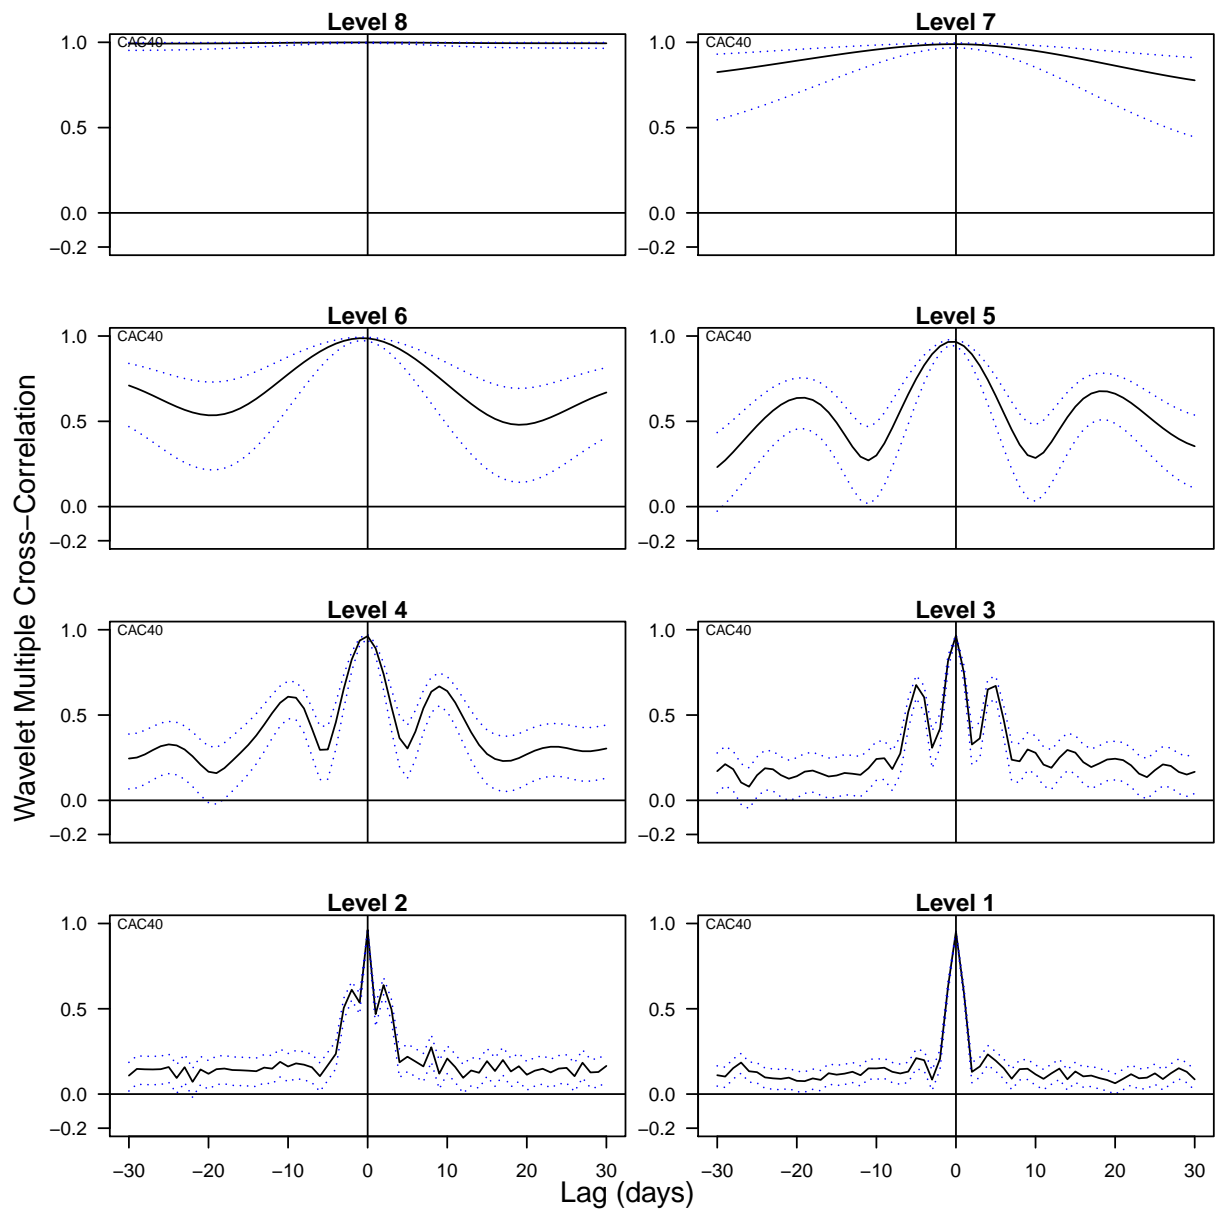 Level 8
CAC40
1.0
0.5
0.0
−0.2
Level 7
CAC40
1.0
0.5
0.0
−0.2
Level 6
CAC40
1.0
0.5
0.0
−0.2
Level 5
CAC40
1.0
0.5
0.0
−0.2
Level 4
CAC40
1.0
0.5
0.0
−0.2
Level 3
CAC40
1.0
0.5
0.0
−0.2
Level 2
CAC40
1.0
0.5
0.0
−0.2
−30 −20 −10 0 10 20 30
Level 1
CAC40
1.0
0.5
0.0
−0.2
−30 −20 −10 0 10 20 30
Lag (days)
Wavelet Multiple Cross−Correlation